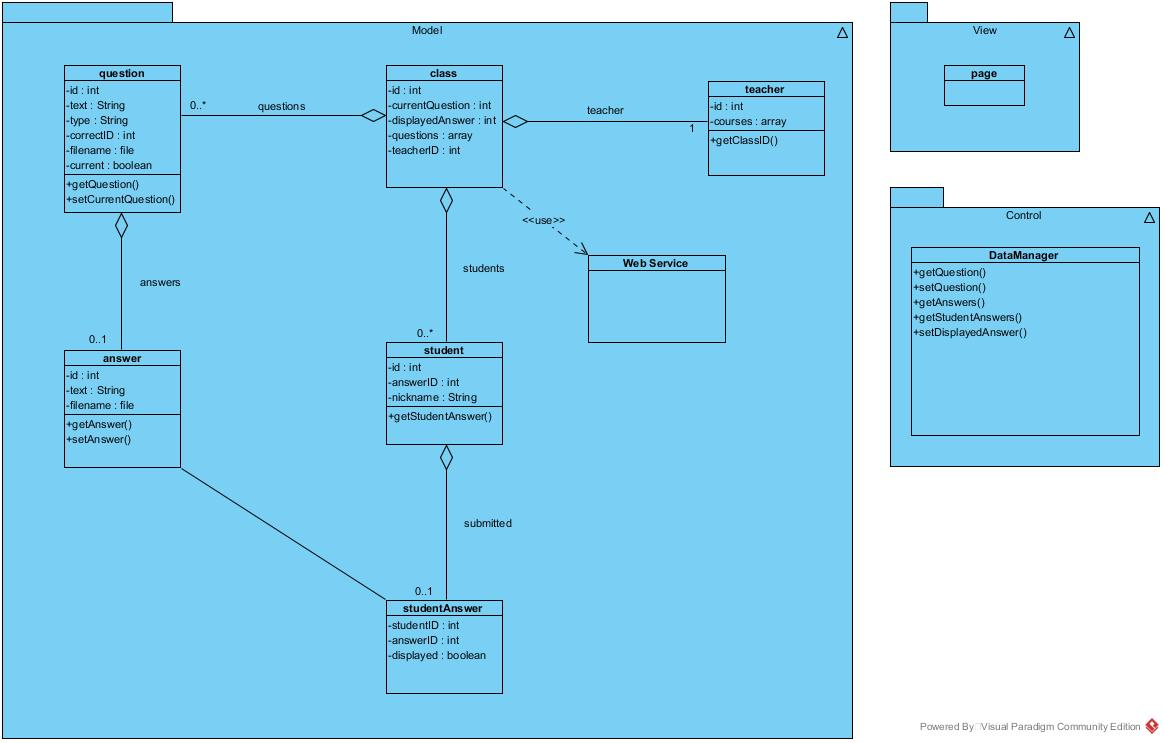 Model
question
-id : int
-text : String
-type : String
-correctID : int
-filename : file
-current : boolean
+getQuestion()
+setCurrentQuestion()
0..*
questions
class
-id : int
-currentQuestion : int
-displayedAnswer : int
-questions : array
-teacherID : int
teacher
1
teacher
-id : int
-courses : array
+getClassID()
<<use>>
Web Service
answers
0..1
students
0..*
answer
-id : int
-text : String
-filename : file
+getAnswer()
+setAnswer()
student
-id : int
-answerID : int
-nickname : String
+getStudentAnswer()
submitted
0..1
studentAnswer
-studentID : int
-answerID : int
-displayed : boolean
View
page
Control
DataManager
+getQuestion()
+setQuestion()
+getAnswers()
+getStudentAnswers()
+setDisplayedAnswer()
Powered By Visual Paradigm Community Edition